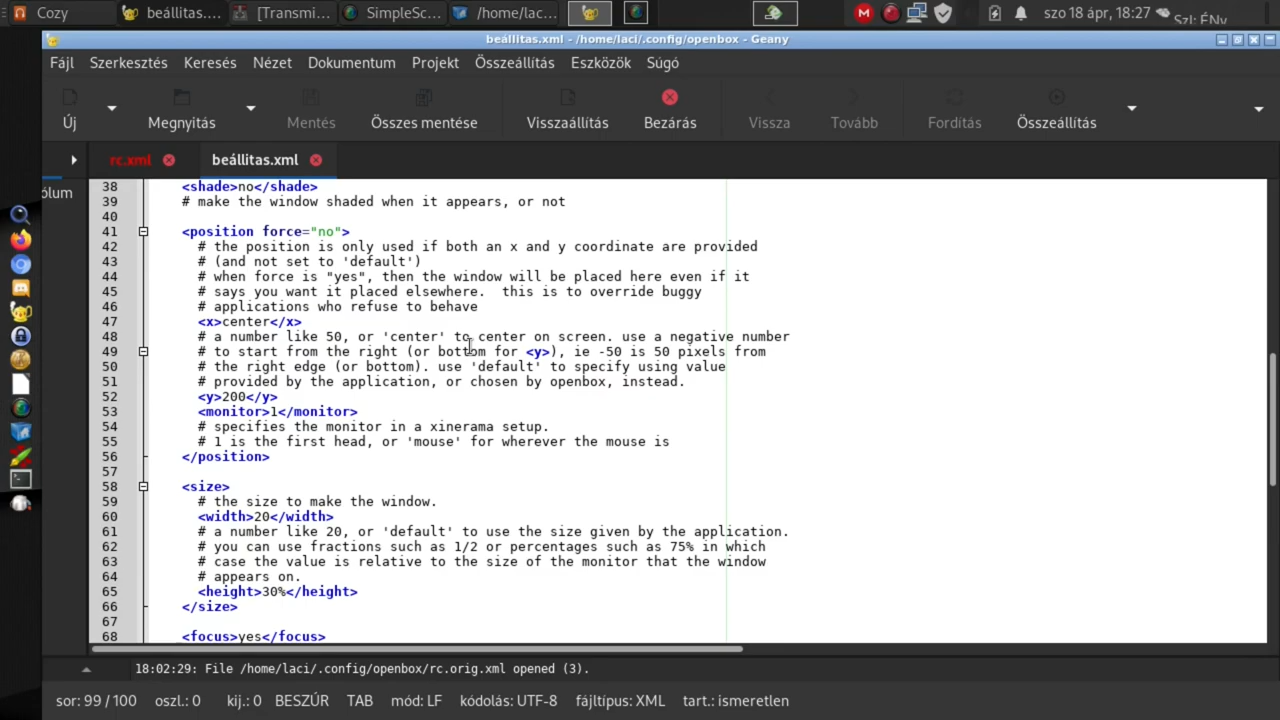 Cozy
beállitas....
[Transmi...
SimpleSc...
/home/lac...
szo 18 ápr, 18:27
Szl: ÉNy
beállitas.xml - /home/laci/.config/openbox - Geany
Fájl Szerkesztés Keresés Nézet Dokumentum Projekt Összeállítás Eszközök Súgó
Új Megnyitás Mentés Összes mentése Visszaállítás Bezárás Vissza Tovább Fordítás Összeállítás
rc.xml beállitas.xml
ólum
38 <shade>no</shade>
39 # make the window shaded when it appears, or not
40
41 <position force="no">
42 # the position is only used if both an x and y coordinate are provided
43 # (and not set to 'default')
44 # when force is "yes", then the window will be placed here even if it
45 # says you want it placed elsewhere.  this is to override buggy
46 # applications who refuse to behave
47 <x>center</x>
48 # a number like 50, or 'center' to center on screen. use a negative number
49 # to start from the right (or bottom for <y>), ie -50 is 50 pixels from
50 # the right edge (or bottom). use 'default' to specify using value
51 # provided by the application, or chosen by openbox, instead.
52 <y>200</y>
53 <monitor>1</monitor>
54 # specifies the monitor in a xinerama setup.
55 # 1 is the first head, or 'mouse' for wherever the mouse is
56 </position>
57
58 <size>
59 # the size to make the window.
60 <width>20</width>
61 # a number like 20, or 'default' to use the size given by the application.
62 # you can use fractions such as 1/2 or percentages such as 75% in which
63 # case the value is relative to the size of the monitor that the window
64 # appears on.
65 <height>30%</height>
66 </size>
67
68 <focus>yes</focus>
18:02:29: File /home/laci/.config/openbox/rc.orig.xml opened (3).
sor: 99 / 100 oszl.: 0 kij.: 0 BESZÚR TAB mód: LF kódolás: UTF-8 fájltípus: XML tart.: ismeretlen